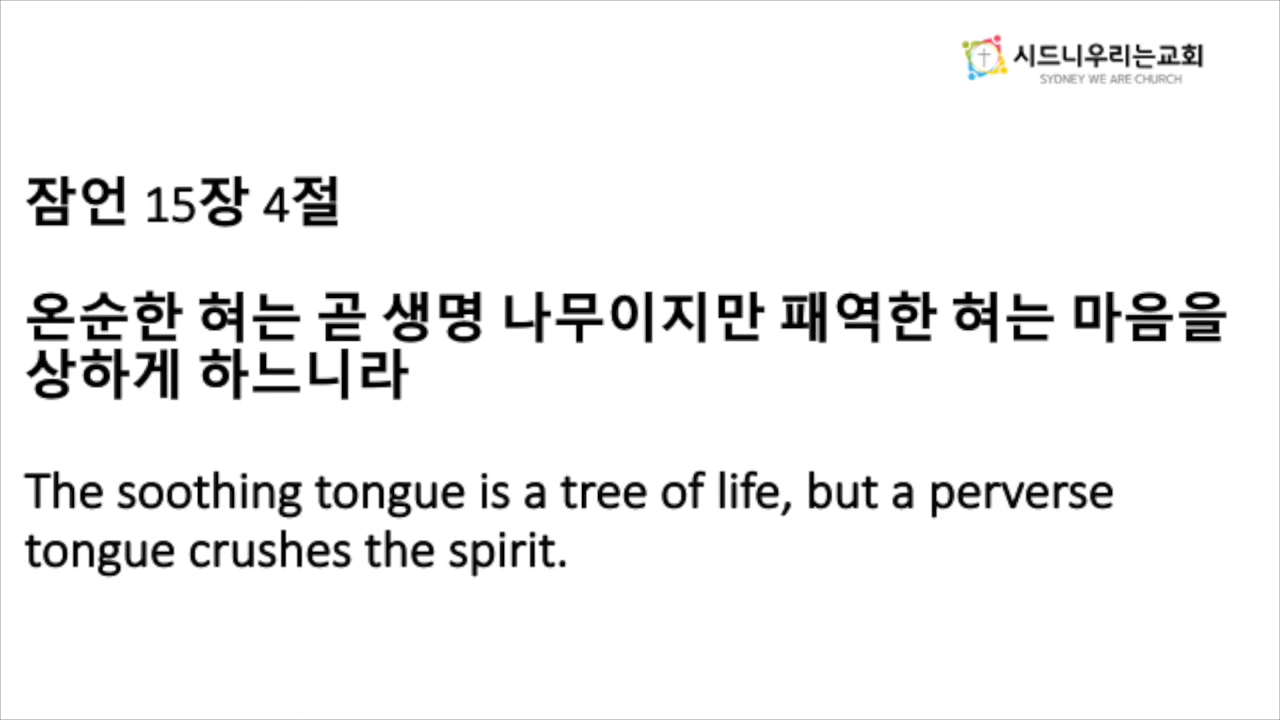 시드니우리는교회
SYDNEY WE ARE CHURCH
잠언 15장 4절
온순한 혀는 곧 생명 나무이지만 패역한 혀는 마음을
상하게 하느니라
The soothing tongue is a tree of life, but a perverse
tongue crushes the spirit.